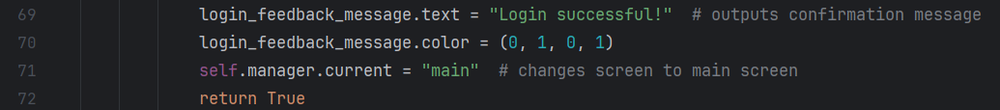 69 login_feedback_message.text = "Login successful!"  # outputs confirmation message
70 login_feedback_message.color = (0, 1, 0, 1)
71 self.manager.current = "main"  # changes screen to main screen
72 return True